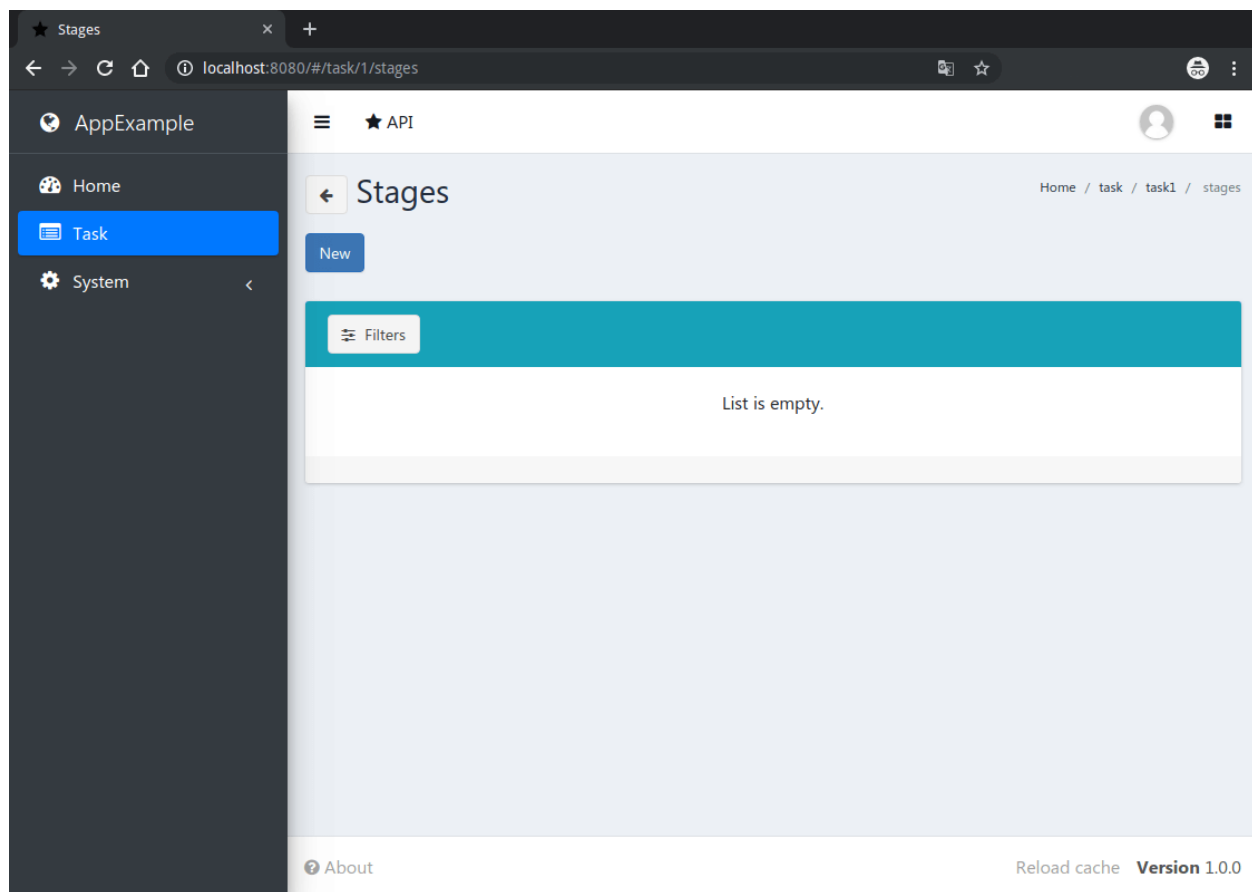 Stages
localhost:8080/#/task/1/stages
AppExample
API
Home
Task
System
Stages
Home / task / task1 / stages
New
Filters
List is empty.
About
Reload cache Version 1.0.0